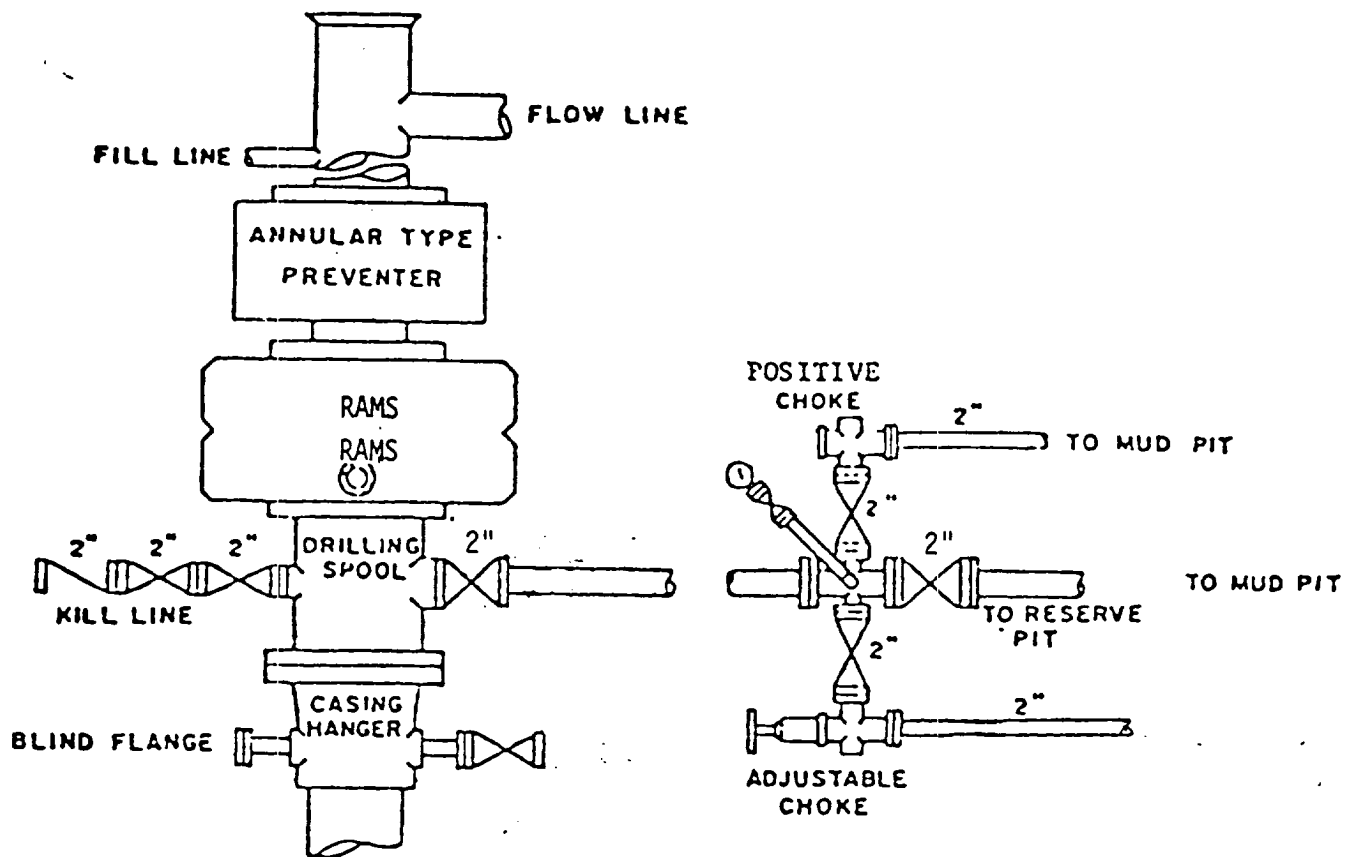 FLOW LINE
FILL LINE
ANNULAR TYPE
PREVENTER
RAMS
RAMS
POSITIVE
CHOKE
2"
TO MUD PIT
2"
2"
2"
2"
DRILLING
SPOOL
2"
2"
KILL LINE
TO MUD PIT
TO RESERVE
PIT
2"
CASING
HANGER
2"
BLIND FLANGE
ADJUSTABLE
CHOKE